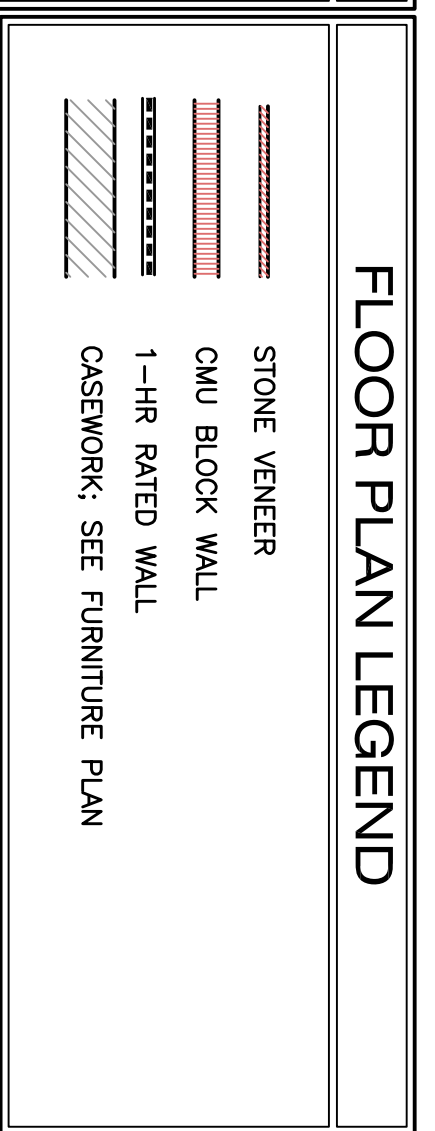 FLOOR PLAN LEGEND
STONE VENEER
CMU BLOCK WALL
1-HR RATED WALL
CASEWORK; SEE FURNITURE PLAN